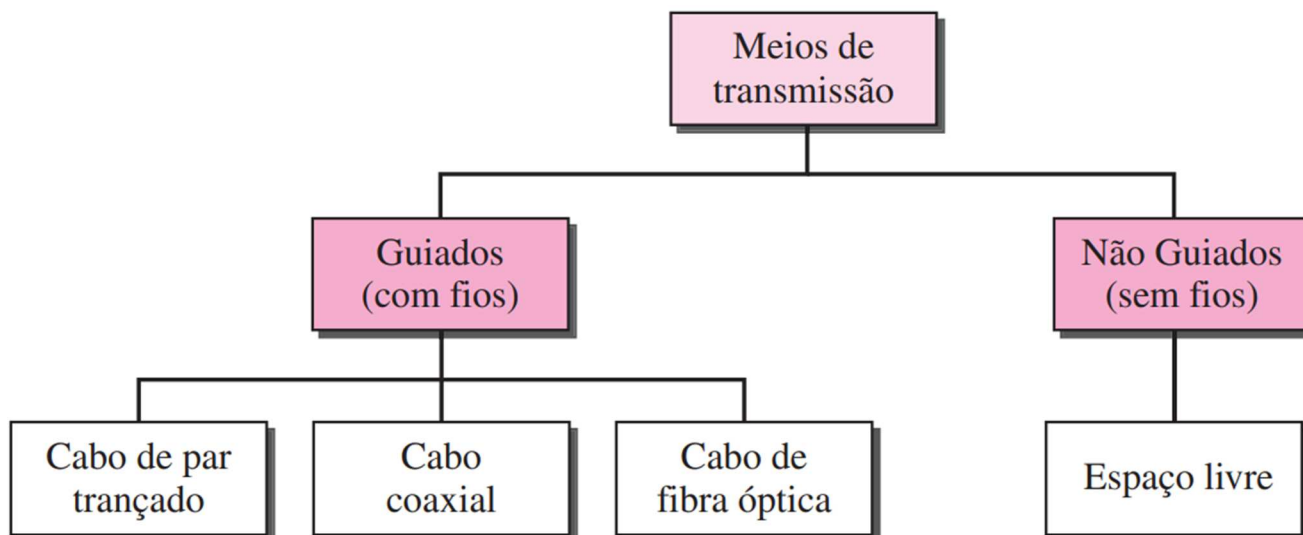 Meios de
transmissão
Guiados
(com fios)
Não Guiados
(sem fios)
Cabo de par
trançado
Cabo
coaxial
Cabo de
fibra óptica
Espaço livre